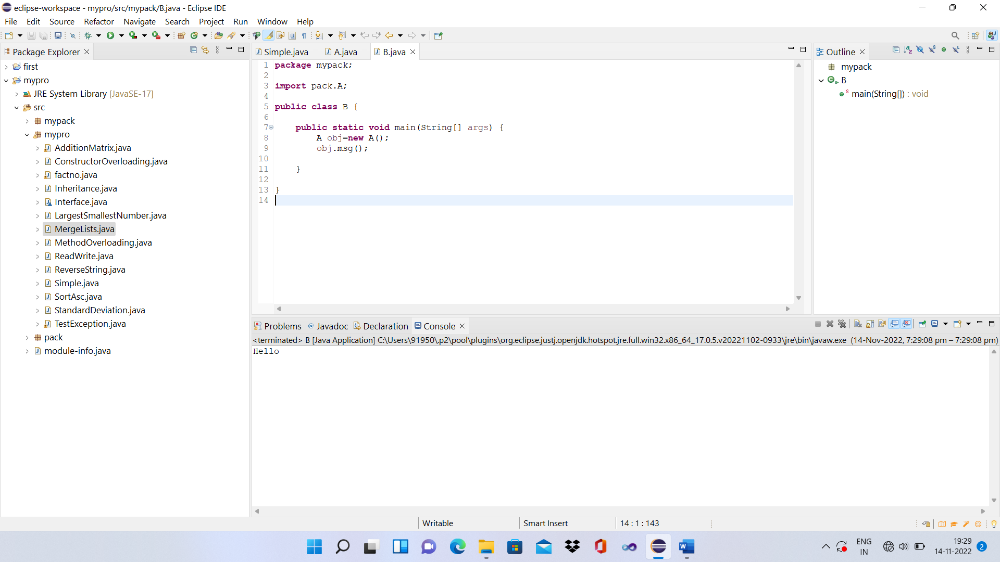 eclipse-workspace - mypro/src/mypack/B.java - Eclipse IDE
File Edit Source Refactor Navigate Search Project Run Window Help
Package Explorer
first
mypro
JRE System Library [JavaSE-17]
src
mypack
mypro
AdditionMatrix.java
ConstructorOverloading.java
factno.java
Inheritance.java
Interface.java
LargestSmallestNumber.java
MergeLists.java
MethodOverloading.java
ReadWrite.java
ReverseString.java
Simple.java
SortAsc.java
StandardDeviation.java
TestException.java
pack
module-info.java
Simple.java A.java B.java
1 package mypack;
2
3 import pack.A;
4
5 public class B {
6
7 public static void main(String[] args) {
8 A obj=new A();
9 obj.msg();
10
11 }
12
13 }
14
Outline
mypack
B
main(String[]) : void
Problems Javadoc Declaration Console
<terminated> B [Java Application] C:\Users\91950\.p2\pool\plugins\org.eclipse.justj.openjdk.hotspot.jre.full.win32.x86_64_17.0.5.v20221102-0933\jre\bin\javaw.exe (14-Nov-2022, 7:29:08 pm – 7:29:08 pm)
Hello
Writable Smart Insert 14 : 1 : 143
ENG
IN
19:29
14-11-2022
2